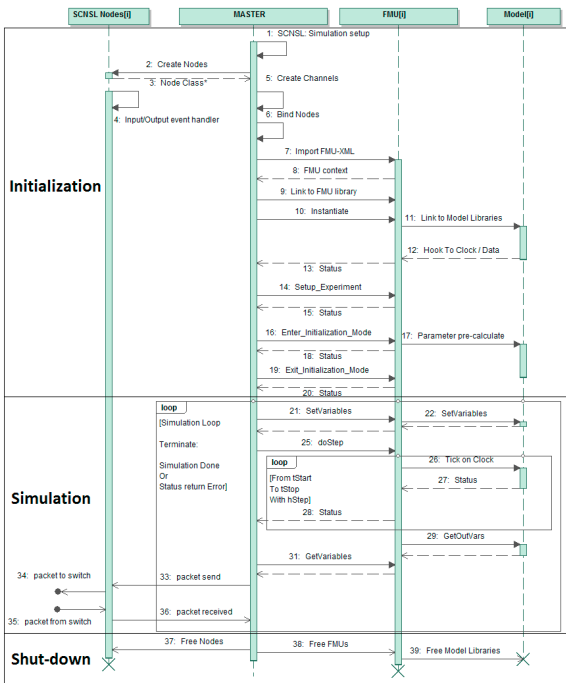 SCNSL Nodes[i]
MASTER
FMU[i]
Model[i]
1: SCNSL: Simulation setup
2: Create Nodes
3: Node Class*
4: Input/Output event handler
5: Create Channels
6: Bind Nodes
7: Import FMU-XML
8: FMU context
9: Link to FMU library
10: Instantiate
11: Link to Model Libraries
12: Hook To Clock / Data
13: Status
14: Setup_Experiment
15: Status
16: Enter_Initialization_Mode
17: Parameter pre-calculate
18: Status
19: Exit_Initialization_Mode
20: Status
Initialization
loop
[Simulation Loop
Terminate:
Simulation Done
Or
Status return Error]
21: SetVariables
22: SetVariables
25: doStep
loop
[From tStart
To tStop
With hStep]
26: Tick on Clock
27: Status
28: Status
29: GetOutVars
31: GetVariables
33: packet send
34: packet to switch
35: packet from switch
36: packet received
Simulation
37: Free Nodes
38: Free FMUs
39: Free Model Libraries
Shut-down